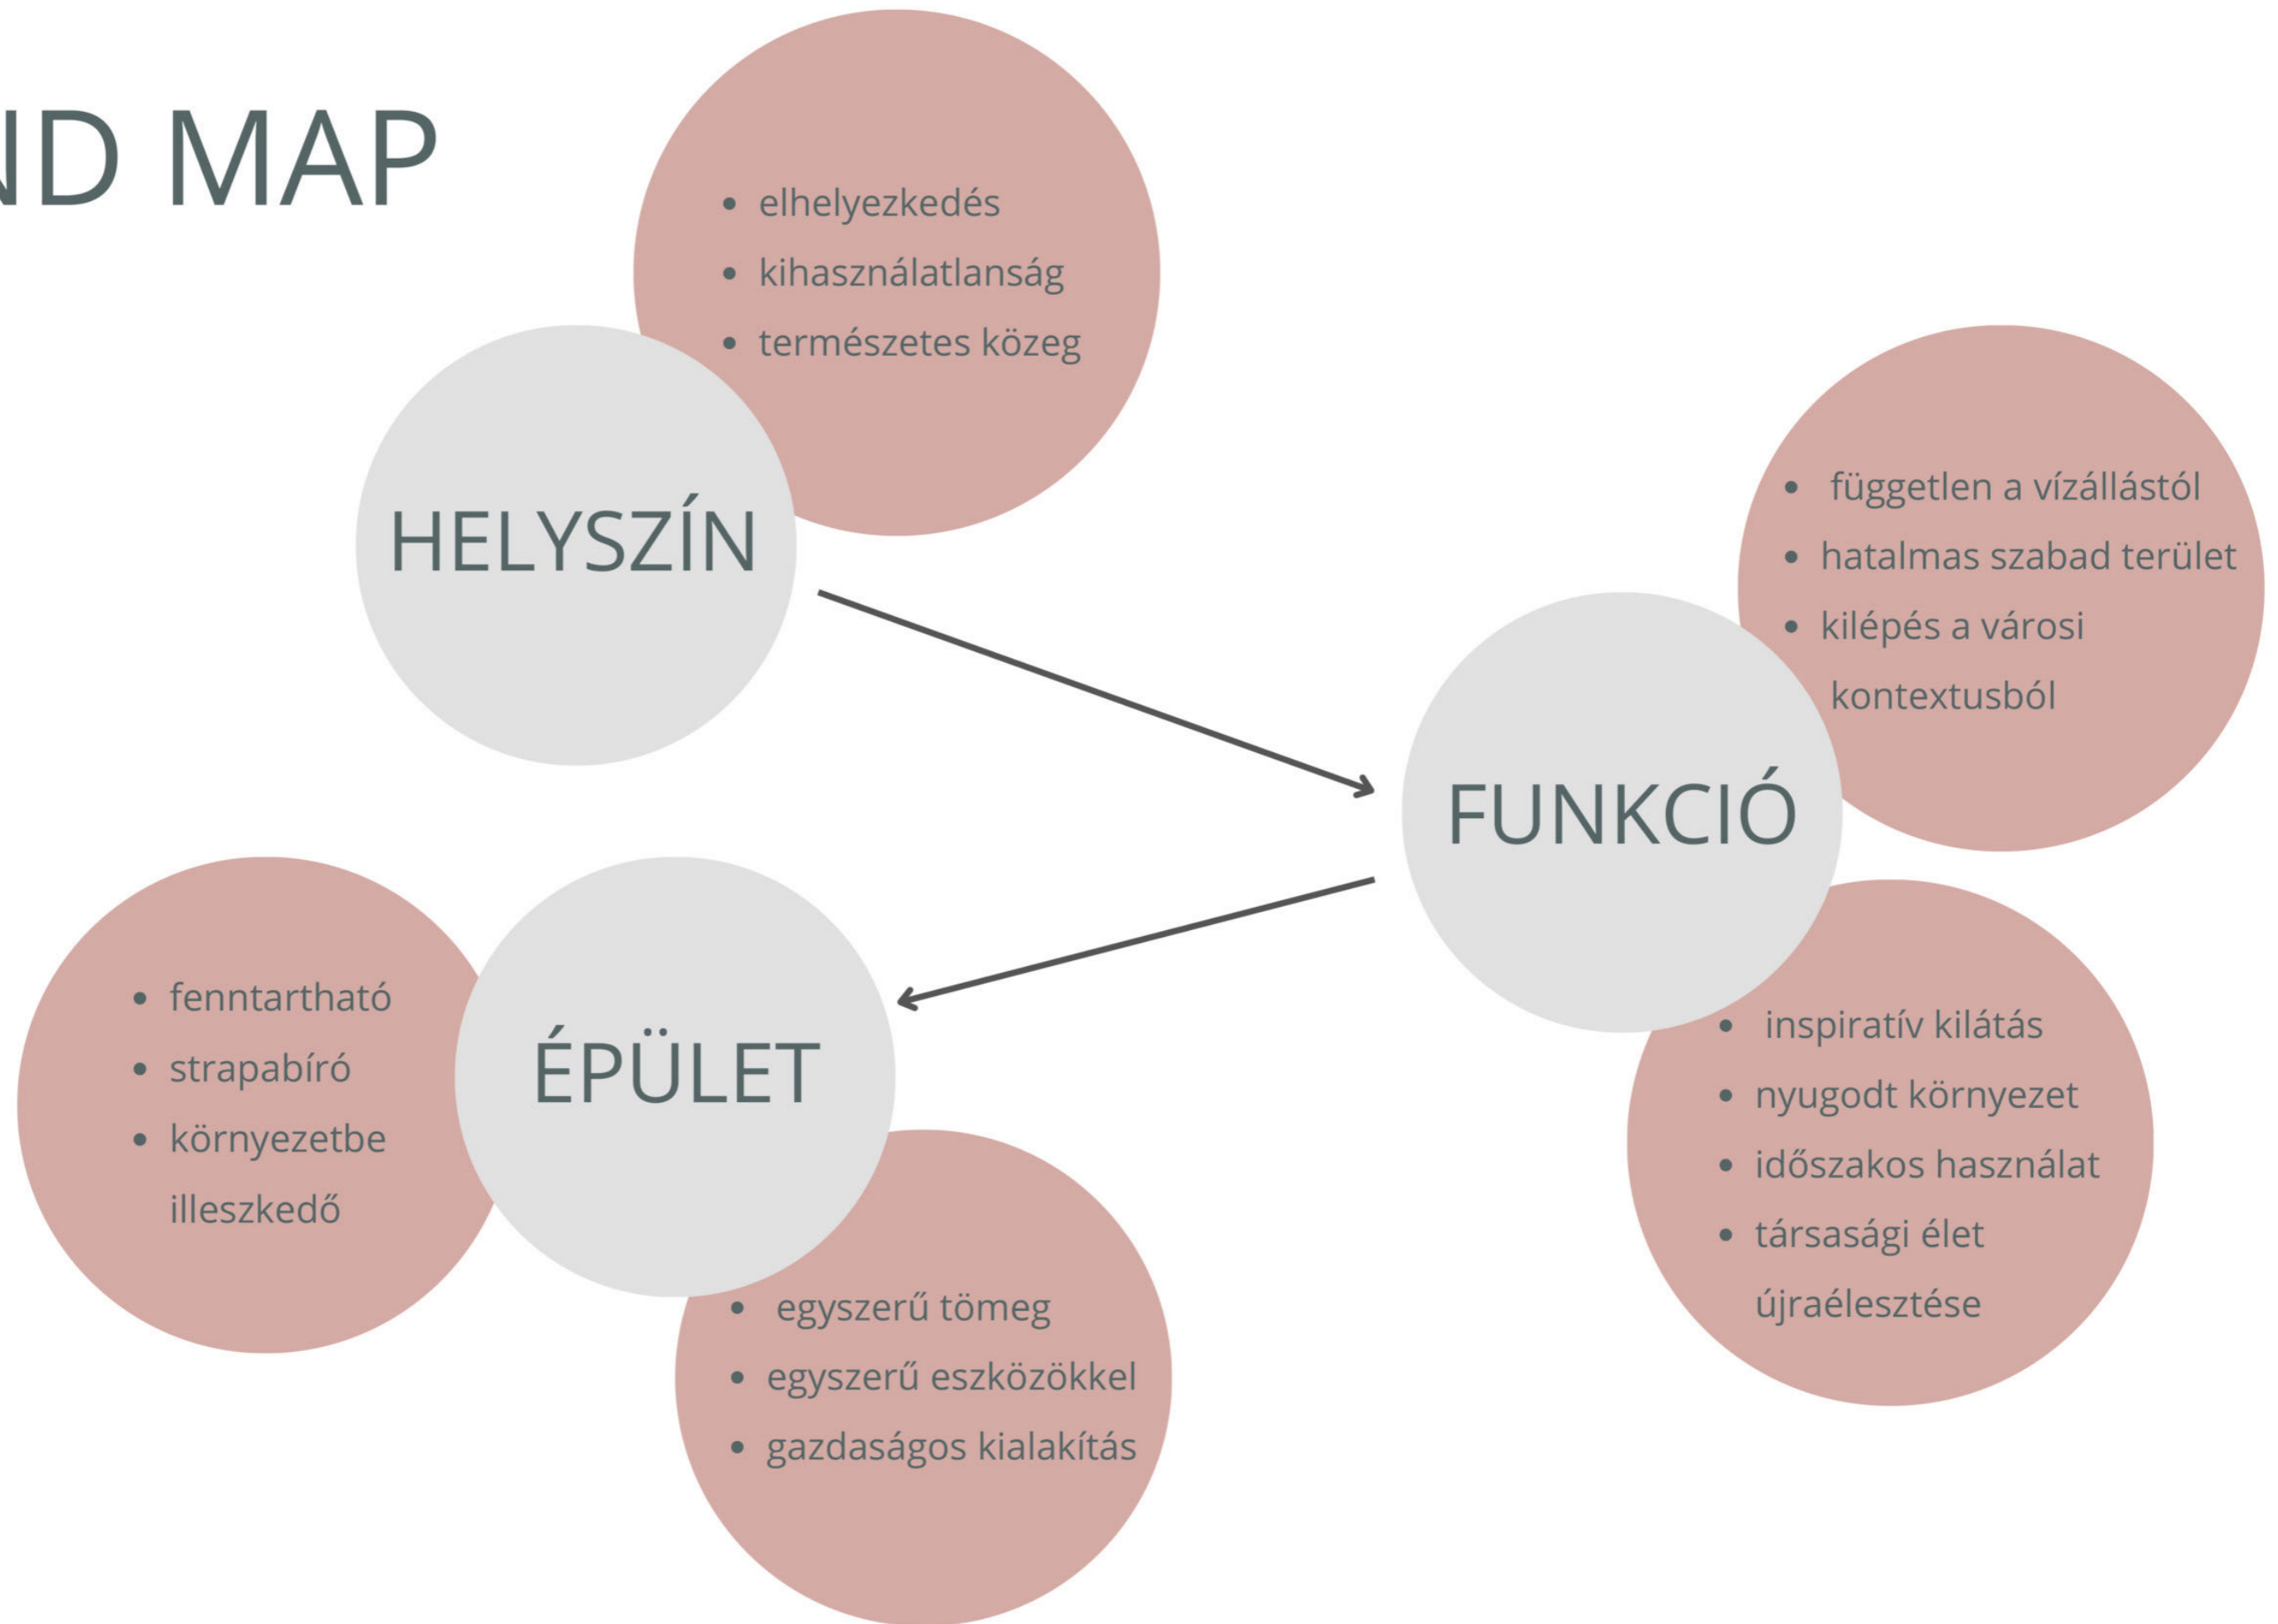 ND MAP
• elhelyezkedés
• kihasználatlanság
• természetes közeg
HELYSZÍN
• független a vízállástól
• hatalmas szabad terület
• kilépés a városi
kontextusból
FUNKCIÓ
• inspiratív kilátás
• nyugodt környezet
• időszakos használat
• társasági élet
újraélesztése
ÉPÜLET
• fenntartható
• strapabíró
• környezetbe
illeszkedő
• egyszerű tömeg
• egyszerű eszközökkel
• gazdaságos kialakítás